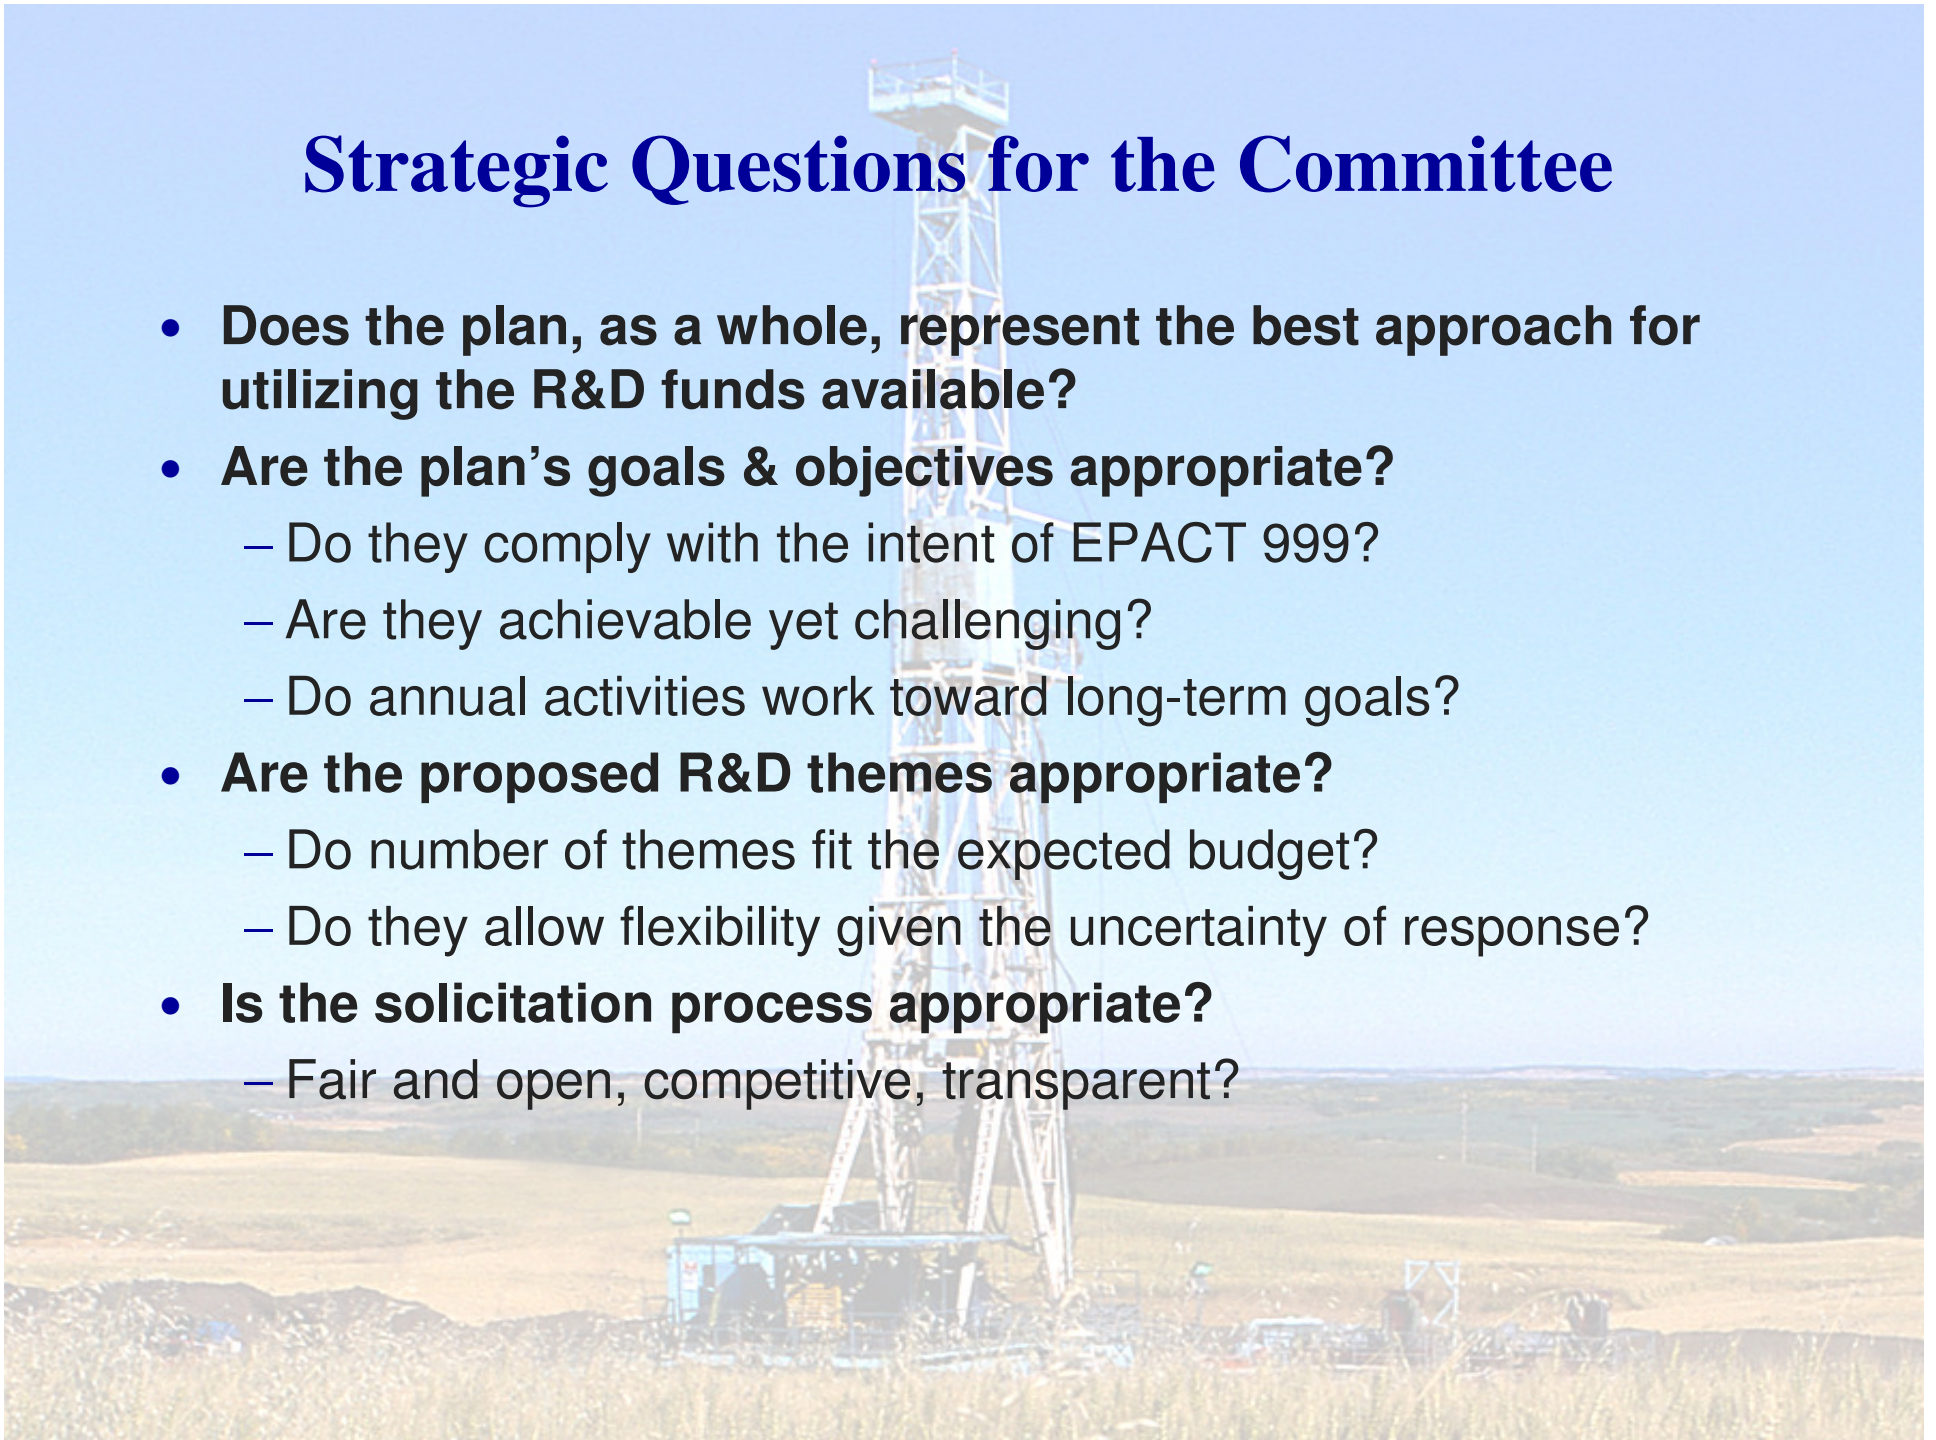 Strategic Questions for the Committee
• Does the plan, as a whole, represent the best approach for
utilizing the R&D funds available?
• Are the plan’s goals & objectives appropriate?
– Do they comply with the intent of EPACT 999?
– Are they achievable yet challenging?
– Do annual activities work toward long-term goals?
• Are the proposed R&D themes appropriate?
– Do number of themes fit the expected budget?
– Do they allow flexibility given the uncertainty of response?
• Is the solicitation process appropriate?
– Fair and open, competitive, transparent?